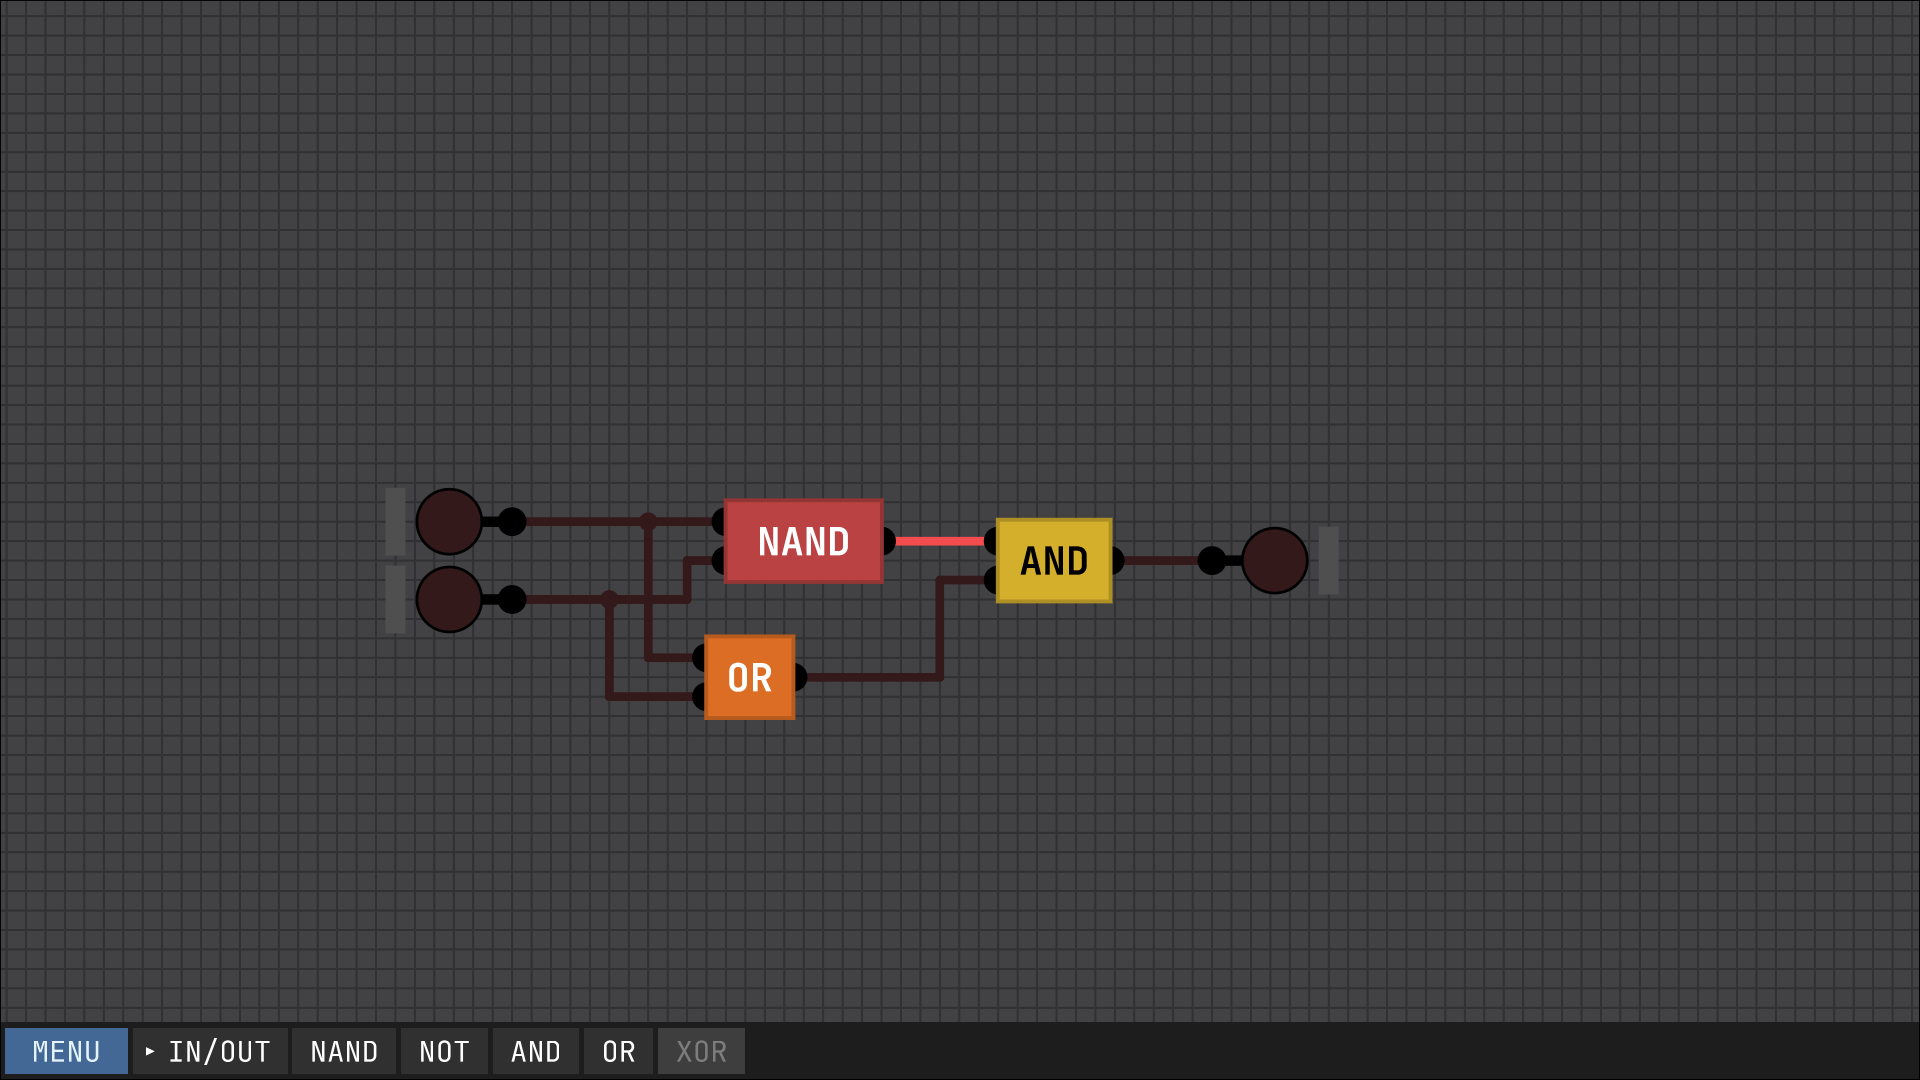 NAND
AND
OR
MENU ▸ IN/OUT NAND NOT AND OR XOR